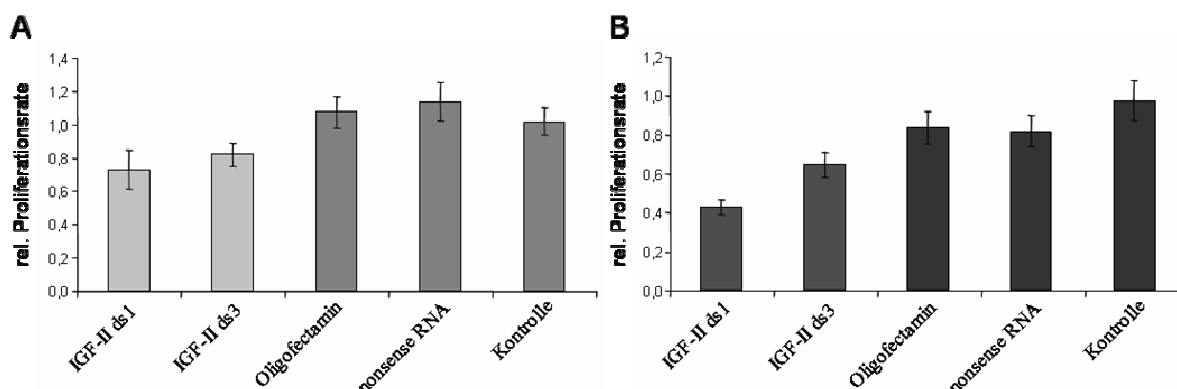 A
rel. Proliferationsrate
1,4
1,2
1,0
0,8
0,6
0,4
0,2
0,0
IGF-II ds1
IGF-II ds3
Oligofectamin
nonsense RNA
Kontrolle
B
rel. Proliferationsrate
1,2
1,0
0,8
0,6
0,4
0,2
0,0
IGF-II ds1
IGF-II ds3
Oligofectamin
nonsense RNA
Kontrolle